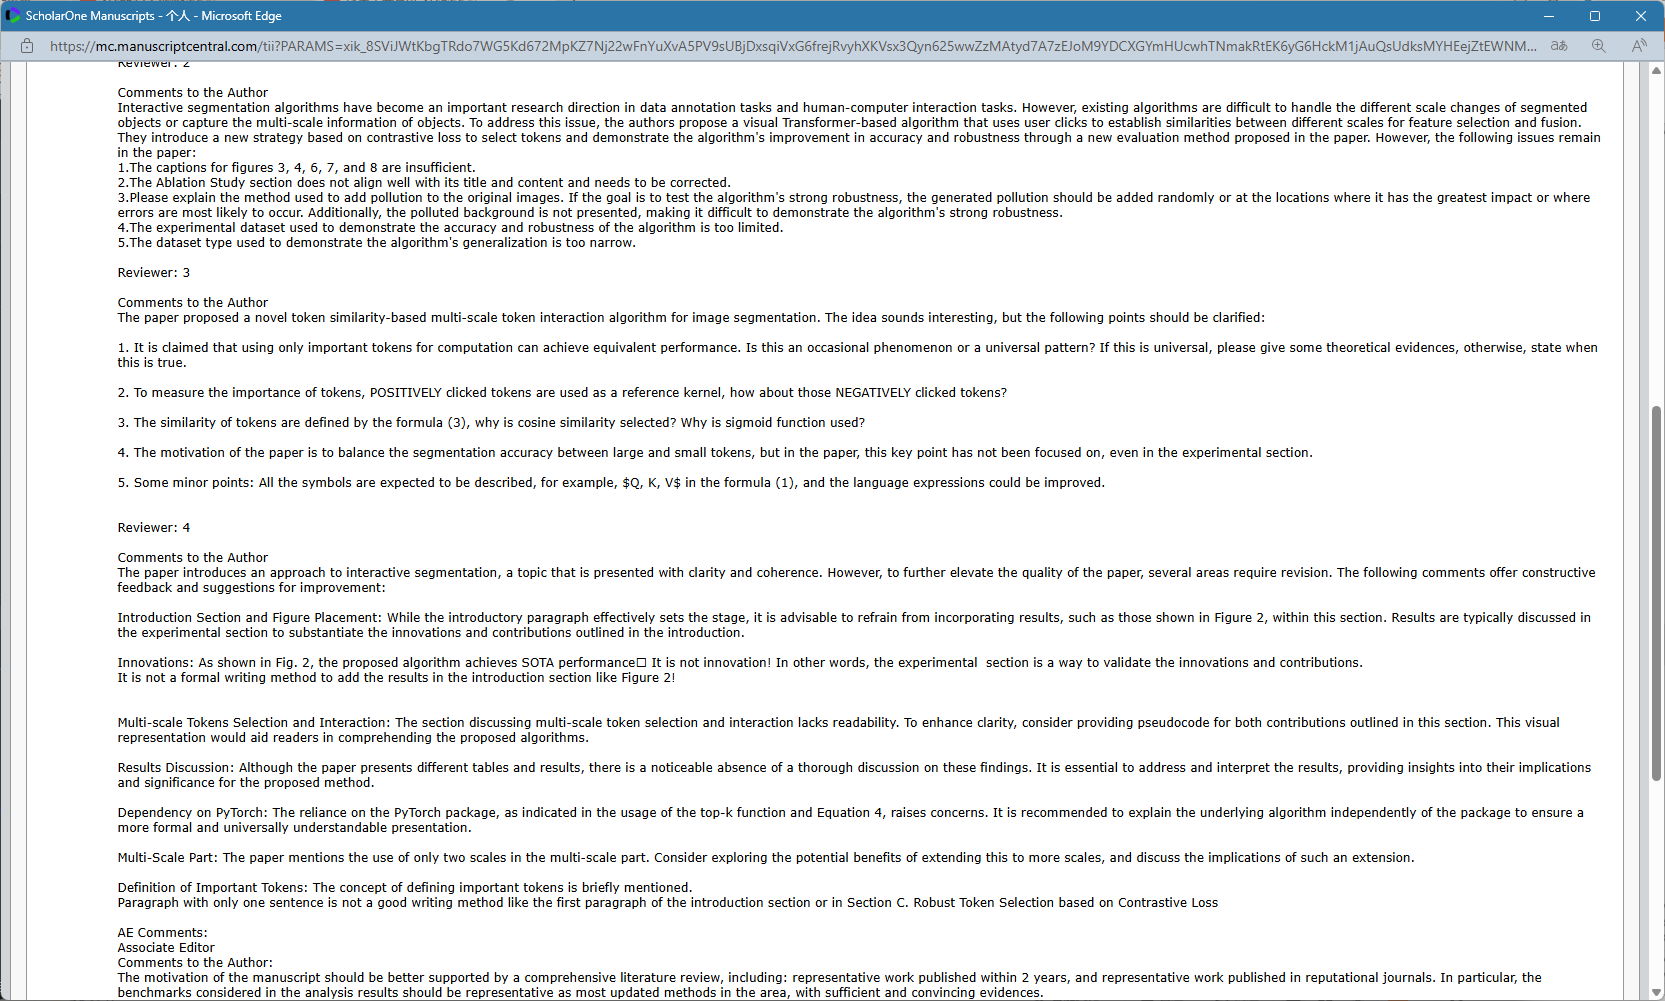 ScholarOne Manuscripts - 个人 - Microsoft Edge
https://mc.manuscriptcentral.com/tii?PARAMS=xik_8SViJWtKbgTRdo7WG5Kd672MpKZ7Nj22wFnYuXvA5PV9sUBjDxsqiVxG6frejRvyhXKVsx3Qyn625wwZzMAtyd7A7zEJoM9YDCXGYmHUcwhTNmakRtEK6yG6HckM1jAuQsUdksMYHEejZtEWNM...
Reviewer: 2
Comments to the Author
Interactive segmentation algorithms have become an important research direction in data annotation tasks and human-computer interaction tasks. However, existing algorithms are difficult to handle the different scale changes of segmented
objects or capture the multi-scale information of objects. To address this issue, the authors propose a visual Transformer-based algorithm that uses user clicks to establish similarities between different scales for feature selection and fusion.
They introduce a new strategy based on contrastive loss to select tokens and demonstrate the algorithm's improvement in accuracy and robustness through a new evaluation method proposed in the paper. However, the following issues remain
in the paper:
1.The captions for figures 3, 4, 6, 7, and 8 are insufficient.
2.The Ablation Study section does not align well with its title and content and needs to be corrected.
3.Please explain the method used to add pollution to the original images. If the goal is to test the algorithm's strong robustness, the generated pollution should be added randomly or at the locations where it has the greatest impact or where
errors are most likely to occur. Additionally, the polluted background is not presented, making it difficult to demonstrate the algorithm's strong robustness.
4.The experimental dataset used to demonstrate the accuracy and robustness of the algorithm is too limited.
5.The dataset type used to demonstrate the algorithm's generalization is too narrow.
Reviewer: 3
Comments to the Author
The paper proposed a novel token similarity-based multi-scale token interaction algorithm for image segmentation. The idea sounds interesting, but the following points should be clarified:
1. It is claimed that using only important tokens for computation can achieve equivalent performance. Is this an occasional phenomenon or a universal pattern? If this is universal, please give some theoretical evidences, otherwise, state when
this is true.
2. To measure the importance of tokens, POSITIVELY clicked tokens are used as a reference kernel, how about those NEGATIVELY clicked tokens?
3. The similarity of tokens are defined by the formula (3), why is cosine similarity selected? Why is sigmoid function used?
4. The motivation of the paper is to balance the segmentation accuracy between large and small tokens, but in the paper, this key point has not been focused on, even in the experimental section.
5. Some minor points: All the symbols are expected to be described, for example, $Q, K, V$ in the formula (1), and the language expressions could be improved.
Reviewer: 4
Comments to the Author
The paper introduces an approach to interactive segmentation, a topic that is presented with clarity and coherence. However, to further elevate the quality of the paper, several areas require revision. The following comments offer constructive
feedback and suggestions for improvement:
Introduction Section and Figure Placement: While the introductory paragraph effectively sets the stage, it is advisable to refrain from incorporating results, such as those shown in Figure 2, within this section. Results are typically discussed in
the experimental section to substantiate the innovations and contributions outlined in the introduction.
Innovations: As shown in Fig. 2, the proposed algorithm achieves SOTA performance□ It is not innovation! In other words, the experimental  section is a way to validate the innovations and contributions.
It is not a formal writing method to add the results in the introduction section like Figure 2!
Multi-scale Tokens Selection and Interaction: The section discussing multi-scale token selection and interaction lacks readability. To enhance clarity, consider providing pseudocode for both contributions outlined in this section. This visual
representation would aid readers in comprehending the proposed algorithms.
Results Discussion: Although the paper presents different tables and results, there is a noticeable absence of a thorough discussion on these findings. It is essential to address and interpret the results, providing insights into their implications
and significance for the proposed method.
Dependency on PyTorch: The reliance on the PyTorch package, as indicated in the usage of the top-k function and Equation 4, raises concerns. It is recommended to explain the underlying algorithm independently of the package to ensure a
more formal and universally understandable presentation.
Multi-Scale Part: The paper mentions the use of only two scales in the multi-scale part. Consider exploring the potential benefits of extending this to more scales, and discuss the implications of such an extension.
Definition of Important Tokens: The concept of defining important tokens is briefly mentioned.
Paragraph with only one sentence is not a good writing method like the first paragraph of the introduction section or in Section C. Robust Token Selection based on Contrastive Loss
AE Comments:
Associate Editor
Comments to the Author:
The motivation of the manuscript should be better supported by a comprehensive literature review, including: representative work published within 2 years, and representative work published in reputational journals. In particular, the
benchmarks considered in the analysis results should be representative as most updated methods in the area, with sufficient and convincing evidences.